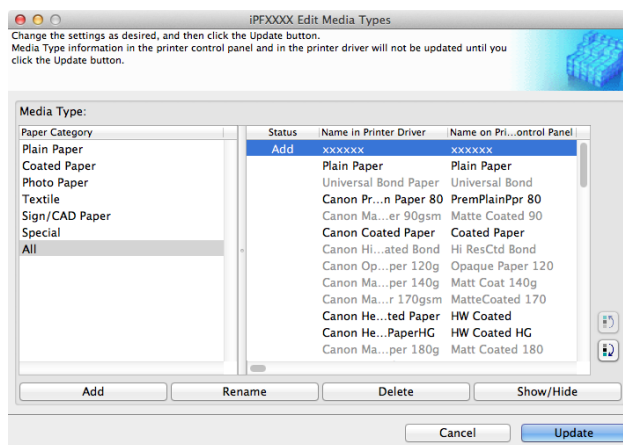 iPFXXXX Edit Media Types
Change the settings as desired, and then click the Update button.
Media Type information in the printer control panel and in the printer driver will not be updated until you
click the Update button.
Media Type:
Paper Category
Plain Paper
Coated Paper
Photo Paper
Textile
Sign/CAD Paper
Special
All
Status Name in Printer Driver Name on Pri...ontrol Panel
Add xxxxxx xxxxxx
Plain Paper Plain Paper
Universal Bond Paper Universal Bond
Canon Pr...n Paper 80 PremPlainPpr 80
Canon Ma...er 90gsm Matte Coated 90
Canon Coated Paper Coated Paper
Canon Hi...ated Bond Hi ResCtd Bond
Canon Op...per 120g Opaque Paper 120
Canon Ma...per 140g Matt Coat 140g
Canon Ma...r 170gsm MatteCoated 170
Canon He...ted Paper HW Coated
Canon He...PaperHG HW Coated HG
Canon Ma...per 180g Matt Coated 180
Add Rename Delete Show/Hide
Cancel Update